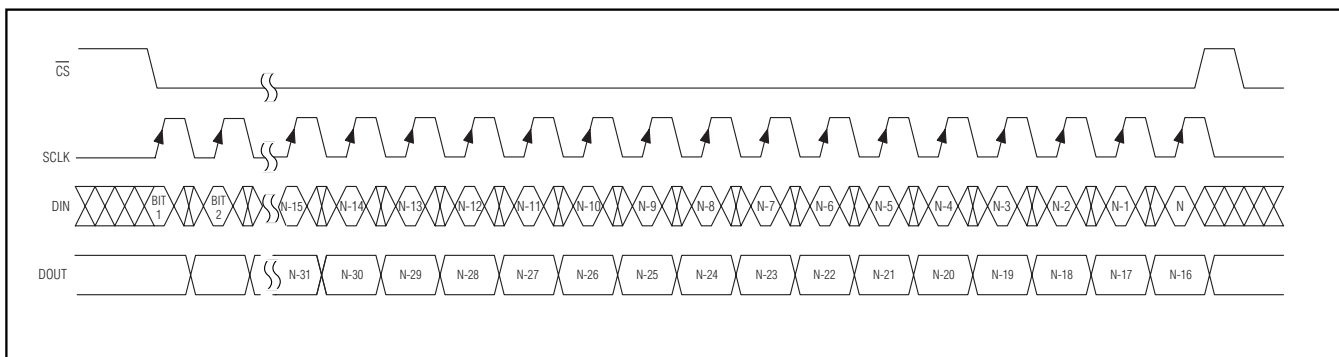 C̅S̅
SCLK
DIN BIT 1 BIT 2 N-15 N-14 N-13 N-12 N-11 N-10 N-9 N-8 N-7 N-6 N-5 N-4 N-3 N-2 N-1 N
DOUT N-31 N-30 N-29 N-28 N-27 N-26 N-25 N-24 N-23 N-22 N-21 N-20 N-19 N-18 N-17 N-16